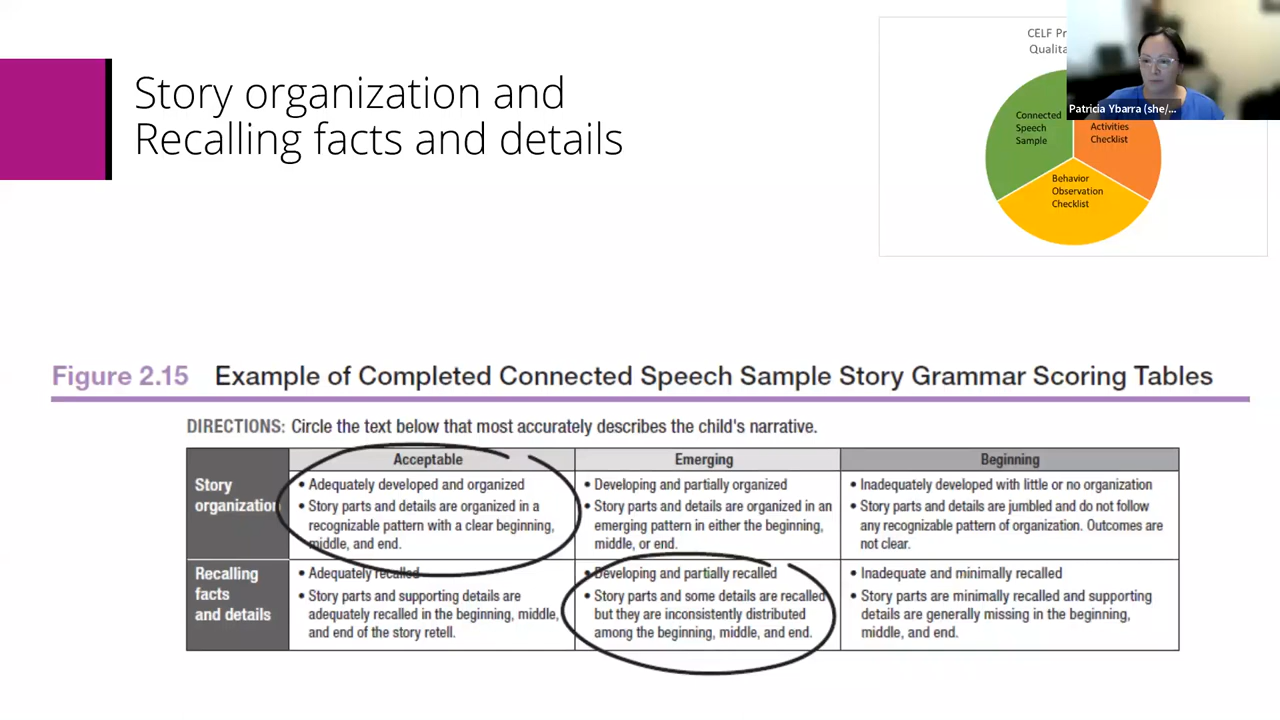 Story organization and
Recalling facts and details
CELF Pr
Qualita
Patricia Ybarra (she/...
Connected
Speech
Sample
Activities
Checklist
Behavior
Observation
Checklist
Figure 2.15 Example of Completed Connected Speech Sample Story Grammar Scoring Tables
DIRECTIONS: Circle the text below that most accurately describes the child's narrative.
Acceptable Emerging Beginning
Story
organization
• Adequately developed and organized
• Story parts and details are organized in a
recognizable pattern with a clear beginning,
middle, and end.
• Developing and partially organized
• Story parts and details are organized in an
emerging pattern in either the beginning,
middle, or end.
• Inadequately developed with little or no organization
• Story parts and details are jumbled and do not follow
any recognizable pattern of organization. Outcomes are
not clear.
Recalling
facts
and details
• Adequately recalled
• Story parts and supporting details are
adequately recalled in the beginning, middle,
and end of the story retell.
• Developing and partially recalled
• Story parts and some details are recalled
but they are inconsistently distributed
among the beginning, middle, and end.
• Inadequate and minimally recalled
• Story parts are minimally recalled and supporting
details are generally missing in the beginning,
middle, and end.